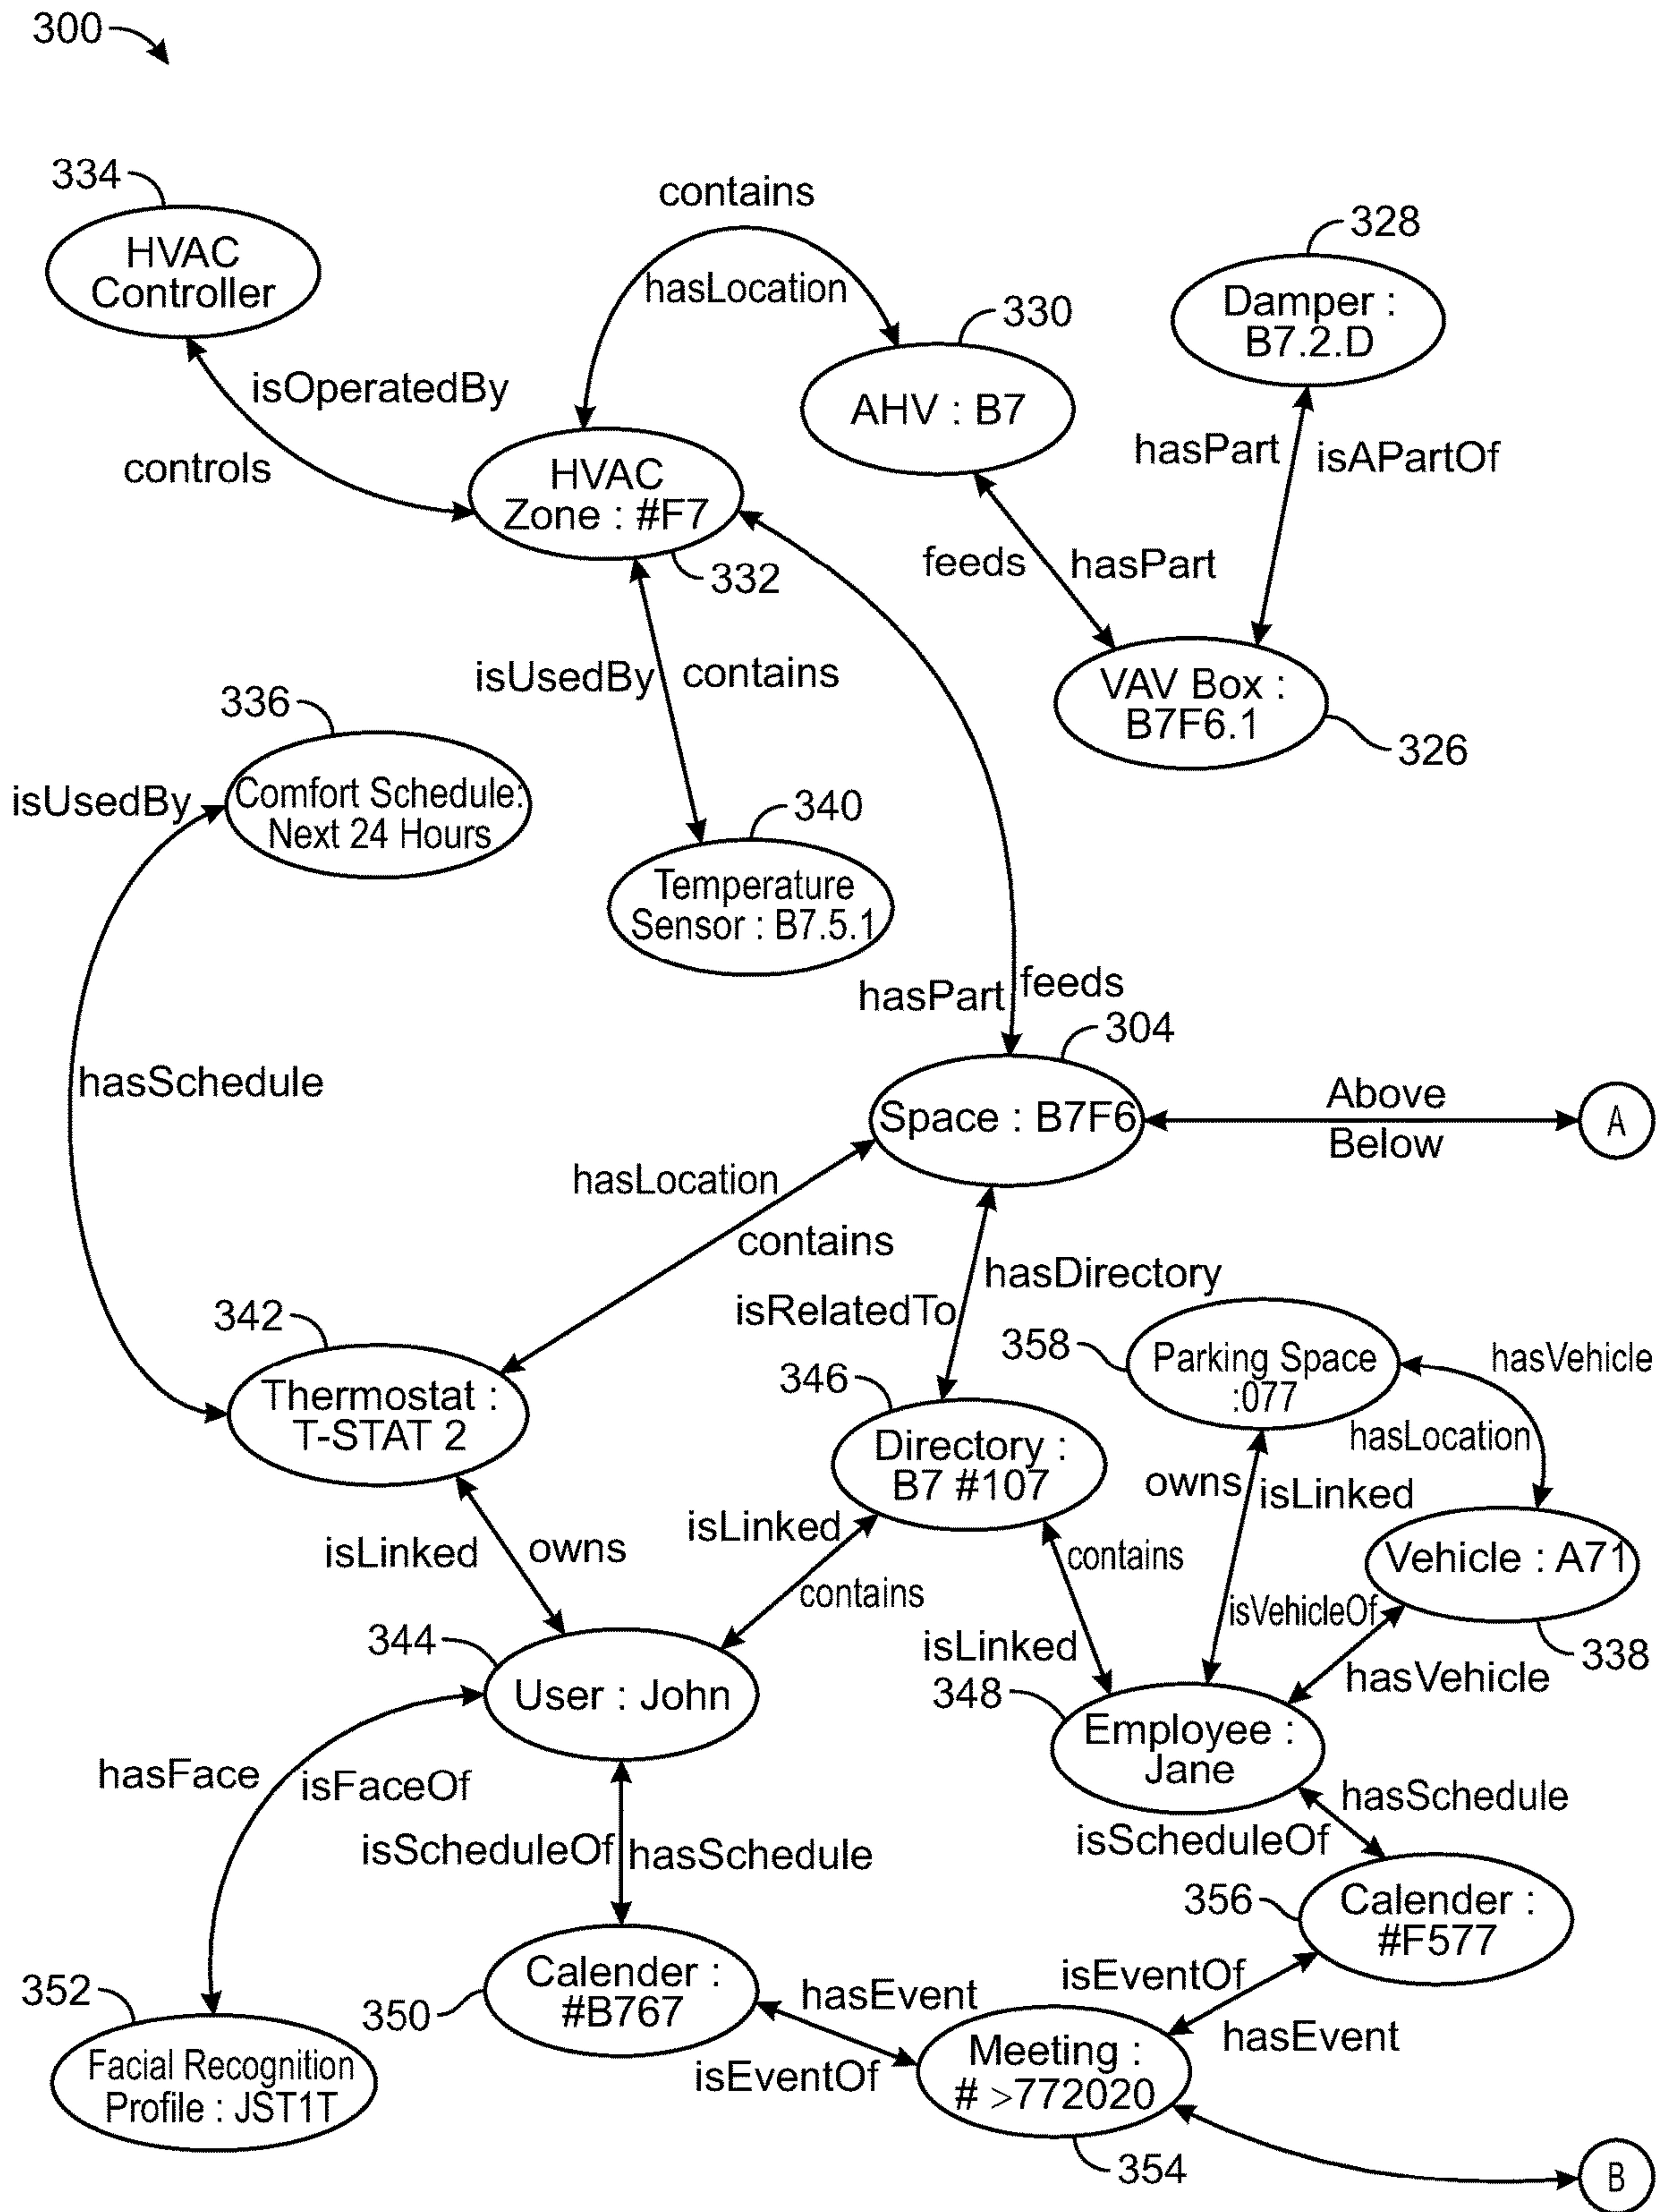 300
334
HVAC
Controller
contains
hasLocation
328
Damper :
B7.2.D
330
AHV : B7
isOperatedBy
controls
HVAC
Zone : #F7
332
hasPart
isAPartOf
feeds
hasPart
VAV Box :
B7F6.1
326
isUsedBy
contains
336
isUsedBy
Comfort Schedule:
Next 24 Hours
340
Temperature
Sensor : B7.5.1
hasPart
feeds
304
hasSchedule
Space : B7F6
Above
Below
A
hasLocation
contains
hasDirectory
isRelatedTo
342
Thermostat :
T-STAT 2
346
Directory :
B7 #107
358
Parking Space
:077
hasVehicle
hasLocation
owns
isLinked
isLinked
owns
isLinked
contains
contains
isLinked
Vehicle : A71
338
isVehicleOf
hasVehicle
344
User : John
348
Employee :
Jane
hasFace
isFaceOf
isScheduleOf
hasSchedule
hasSchedule
isScheduleOf
356
Calender :
#F577
352
Facial Recognition
Profile : JST1T
350
Calender :
#B767
hasEvent
isEventOf
isEventOf
hasEvent
Meeting :
# >772020
354
B